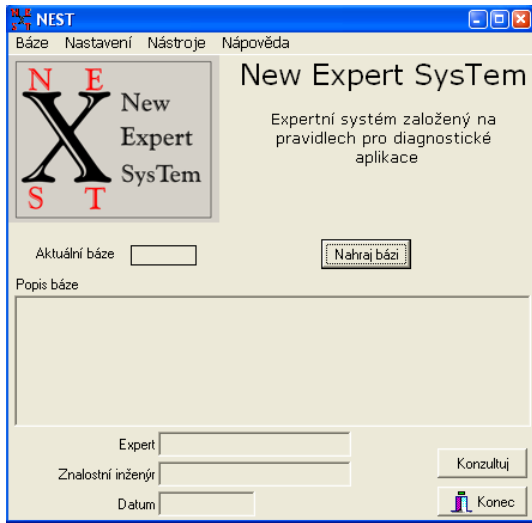 NEST
Báze Nastavení Nástroje Nápověda
N E
X
S T
New
Expert
SysTem
New Expert SysTem
Expertní systém založený na
pravidlech pro diagnostické
aplikace
Aktuální báze
Nahraj bázi
Popis báze
Expert
Znalostní inženýr
Datum
Konzultuj
Konec